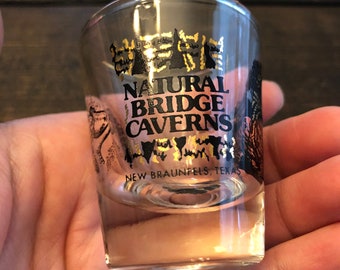 NATURAL
BRIDGE
CAVERNS
NEW BRAUNFELS, TEXAS